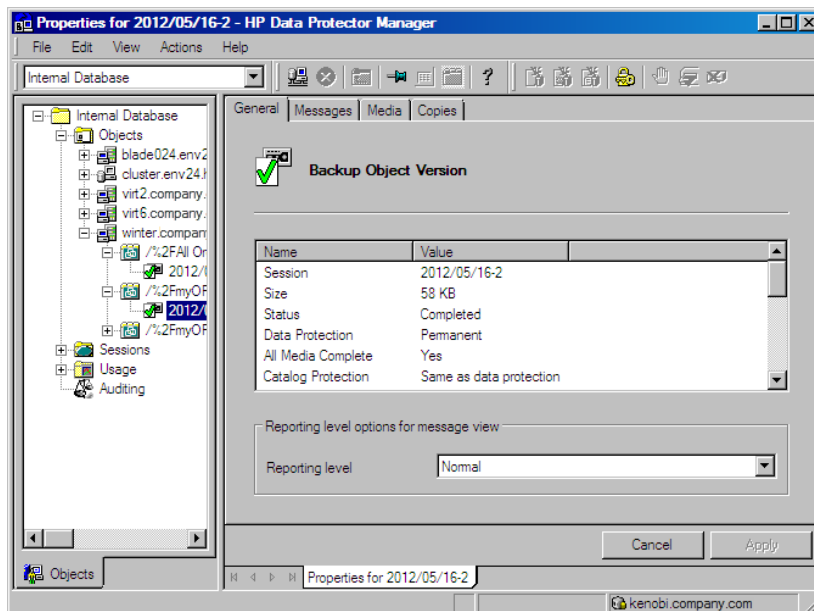 Properties for 2012/05/16-2 - HP Data Protector Manager
File Edit View Actions Help
Internal Database
Internal Database
Objects
blade024.env2
cluster.env24.
virt2.company.
virt6.company.
winter.compan
/%2FAll Or
2012/
/%2FmyOF
2012/
/%2FmyOF
Sessions
Usage
Auditing
Objects
General Messages Media Copies
Backup Object Version
Name Value
Session 2012/05/16-2
Size 58 KB
Status Completed
Data Protection Permanent
All Media Complete Yes
Catalog Protection Same as data protection
Reporting level options for message view
Reporting level Normal
Cancel Apply
Properties for 2012/05/16-2
kenobi.company.com